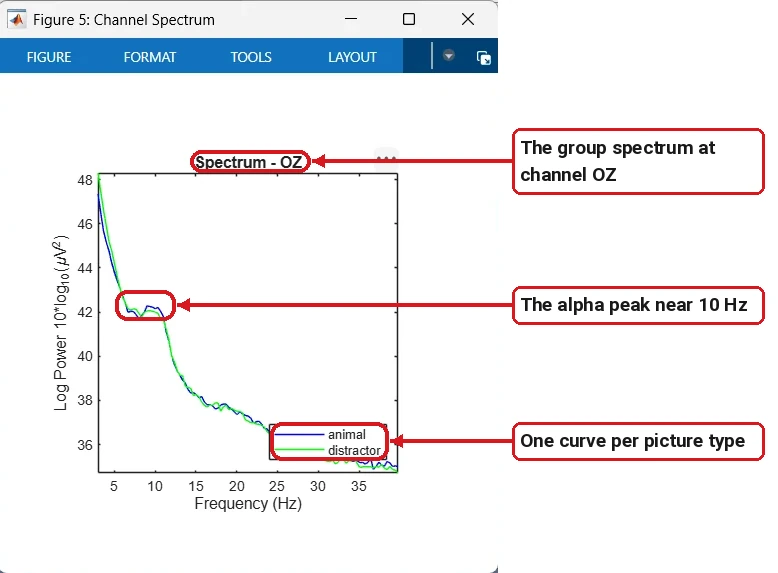 Figure 5: Channel Spectrum
FIGURE FORMAT TOOLS LAYOUT
Spectrum - OZ
The group spectrum at
channel OZ
48
46
44
42
40
38
36
Log Power 10*log10(μV2)
The alpha peak near 10 Hz
animal
distractor
One curve per picture type
5 10 15 20 25 30 35
Frequency (Hz)